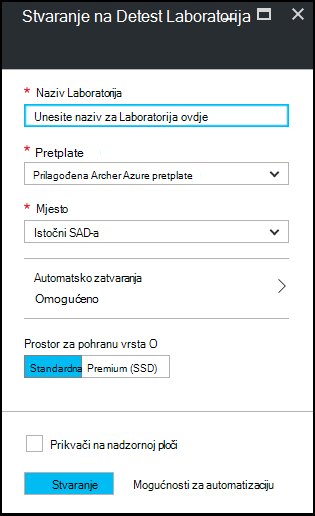 Stvaranje na Detest Laboratorija
* Naziv Laboratorija
Unesite naziv za Laboratorija ovdje
* Pretplate
Prilagođena Archer Azure pretplate
* Mjesto
Istočni SAD-a
Automatsko zatvaranja
Omogućeno
Prostor za pohranu vrsta O
Standardna Premium (SSD)
Prikvači na nadzornoj ploči
Stvaranje Mogućnosti za automatizaciju